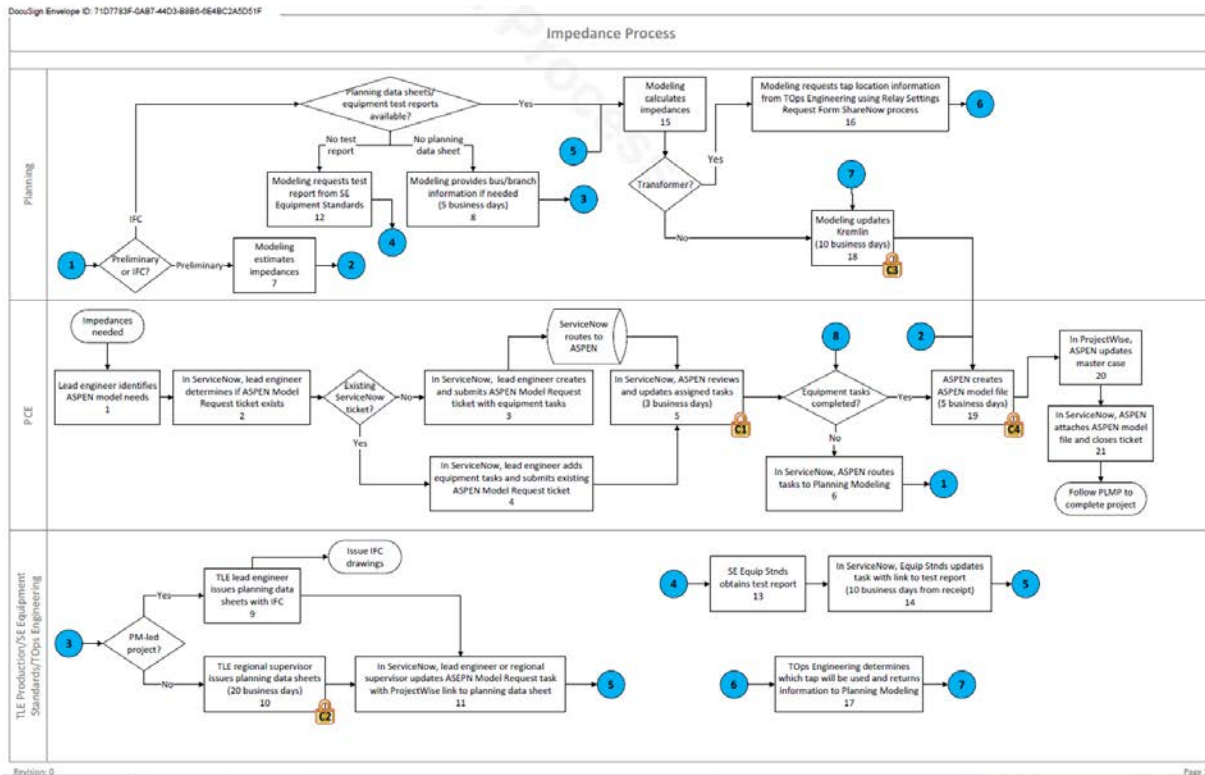 DocuSign Envelope ID: 71D7783F-0AB7-44D3-B8B6-6E4BC2A5D51F
Impedance Process
Planning
Planning data sheets/
equipment test reports
available?
Yes
No test
report
No planning
data sheet
Modeling requests test
report from SE
Equipment Standards
12
4
Modeling provides bus/branch
information if needed
(5 business days)
8
3
5
Modeling
calculates
impedances
15
Modeling requests tap location information
from TOps Engineering using Relay Settings
Request Form ShareNow process
16
6
Transformer?
Yes
No
7
Modeling updates
Kremlin
(10 business days)
18
C3
IFC
1
Preliminary
or IFC?
Preliminary
Modeling
estimates
impedances
7
2
PCE
Impedances
needed
Lead engineer identifies
ASPEN model needs
1
In ServiceNow, lead engineer
determines if ASPEN Model
Request ticket exists
2
Existing
ServiceNow
ticket?
No
Yes
In ServiceNow, lead engineer creates
and submits ASPEN Model Request
ticket with equipment tasks
3
ServiceNow
routes to
ASPEN
In ServiceNow, lead engineer adds
equipment tasks and submits existing
ASPEN Model Request ticket
4
In ServiceNow, ASPEN reviews
and updates assigned tasks
(3 business days)
5
C1
8
Equipment tasks
completed?
Yes
No
In ServiceNow, ASPEN routes
tasks to Planning Modeling
6
1
2
ASPEN creates
ASPEN model file
(5 business days)
19
C4
In ProjectWise,
ASPEN updates
master case
20
In ServiceNow, ASPEN
attaches ASPEN model
file and closes ticket
21
Follow PLMP to
complete project
TLE Production/SE Equipment
Standards/TOps Engineering
3
PM-led
project?
Yes
No
TLE lead engineer
issues planning data
sheets with IFC
9
Issue IFC
drawings
TLE regional supervisor
issues planning data sheets
(20 business days)
10
C2
In ServiceNow, lead engineer or regional
supervisor updates ASEPN Model Request task
with ProjectWise link to planning data sheet
11
5
4
SE Equip Stnds
obtains test report
13
In ServiceNow, Equip Stnds updates
task with link to test report
(10 business days from receipt)
14
5
6
TOps Engineering determines
which tap will be used and returns
information to Planning Modeling
17
7
Revision: 0
Page